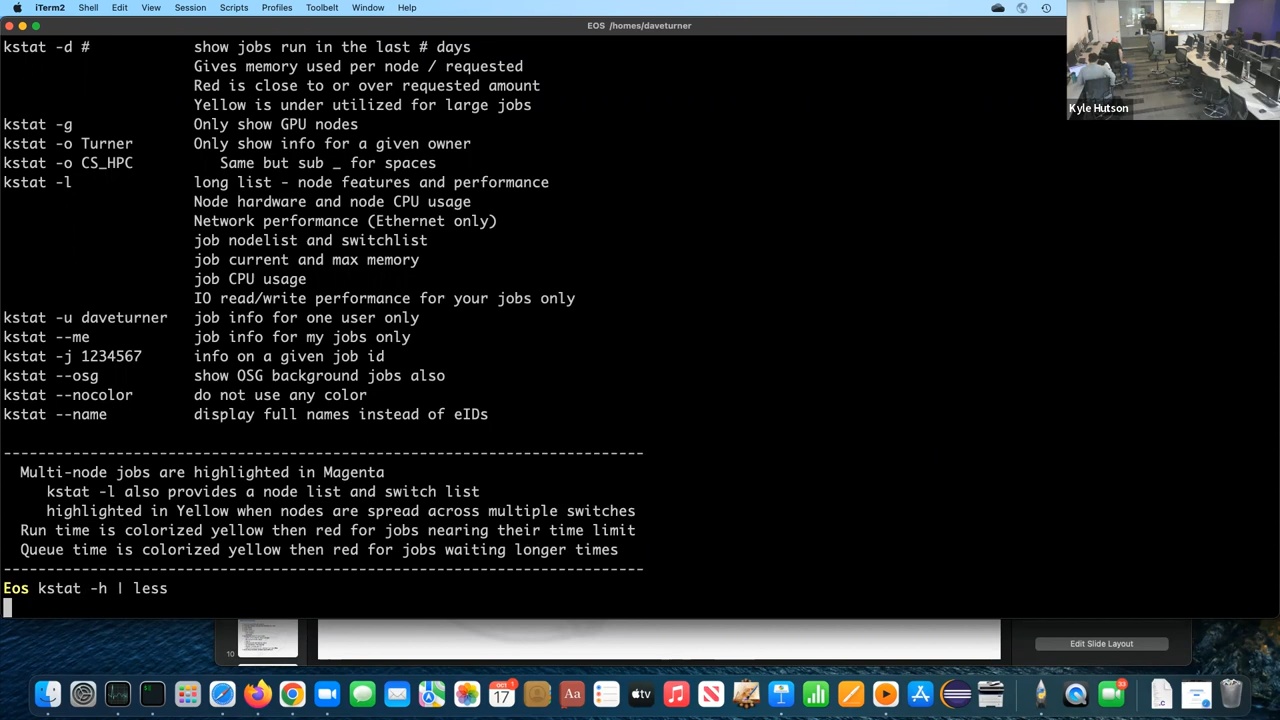 iTerm2 Shell Edit View Session Scripts Profiles Toolbelt Window Help
EOS /homes/daveturner
kstat -d # show jobs run in the last # days
Gives memory used per node / requested
Red is close to or over requested amount
Yellow is under utilized for large jobs
kstat -g Only show GPU nodes
kstat -o Turner Only show info for a given owner
kstat -o CS_HPC Same but sub _ for spaces
kstat -l long list - node features and performance
Node hardware and node CPU usage
Network performance (Ethernet only)
job nodelist and switchlist
job current and max memory
job CPU usage
IO read/write performance for your jobs only
kstat -u daveturner job info for one user only
kstat --me job info for my jobs only
kstat -j 1234567 info on a given job id
kstat --osg show OSG background jobs also
kstat --nocolor do not use any color
kstat --name display full names instead of eIDs
--------------------------------------------------------------------------
Multi-node jobs are highlighted in Magenta
kstat -l also provides a node list and switch list
highlighted in Yellow when nodes are spread across multiple switches
Run time is colorized yellow then red for jobs nearing their time limit
Queue time is colorized yellow then red for jobs waiting longer times
--------------------------------------------------------------------------
Eos kstat -h | less
Kyle Hutson
10
Edit Slide Layout
OCT 1
17
Aa
tv
33
.C